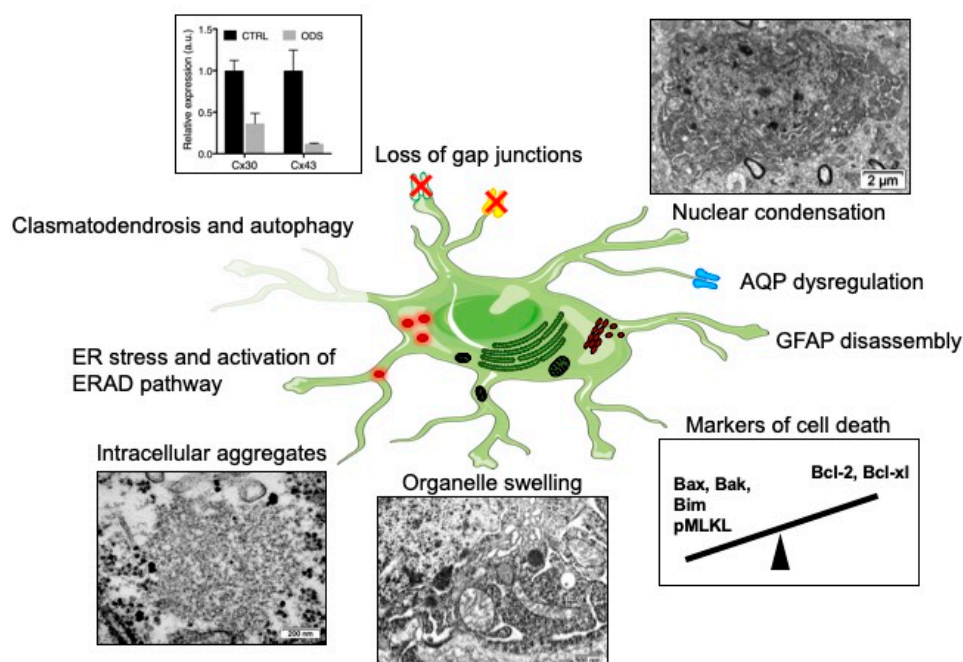 1.5
CTRL
ODS
1.0
0.5
0.0
Relative expression (a.u.)
Cx30
Cx43
Loss of gap junctions
2 µm
Nuclear condensation
Clasmatodendrosis and autophagy
AQP dysregulation
GFAP disassembly
ER stress and activation of
ERAD pathway
Markers of cell death
Intracellular aggregates
Organelle swelling
Bax, Bak,
Bim
pMLKL
Bcl-2, Bcl-xl
200 nm